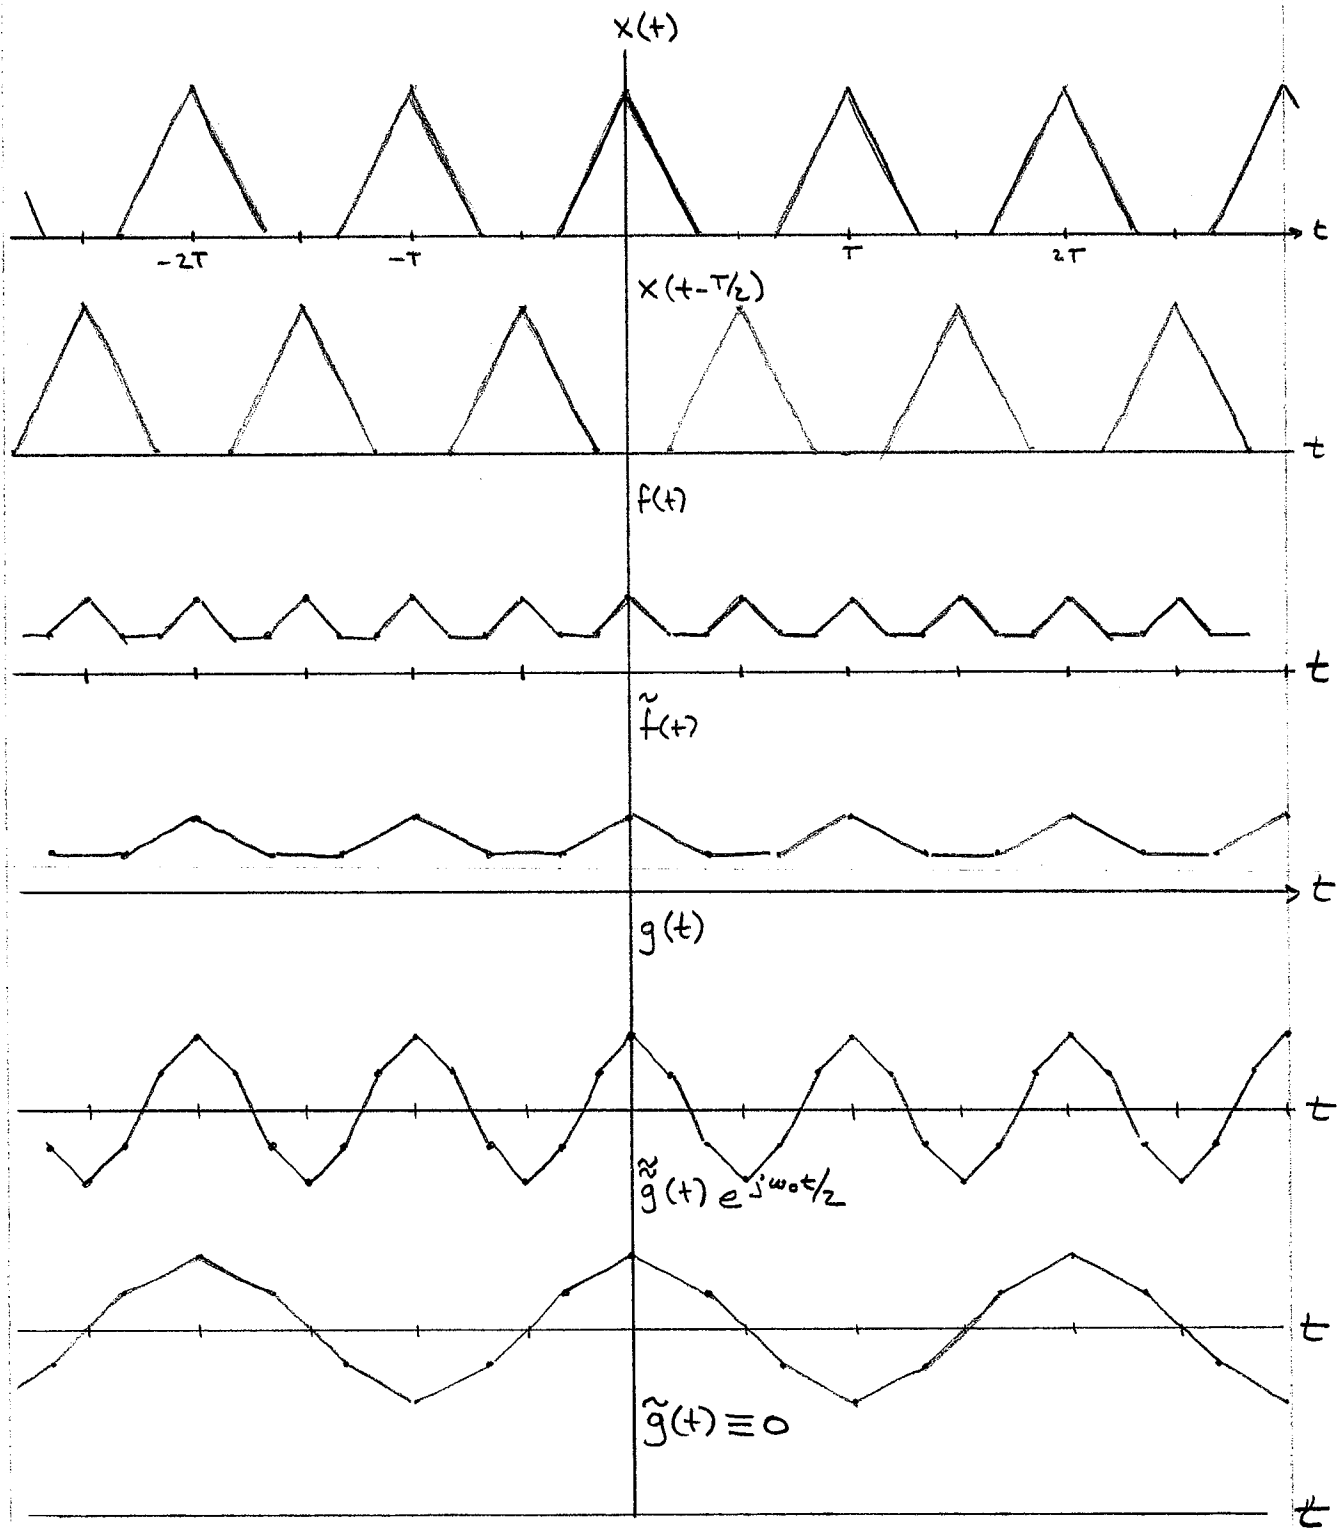 x(t)
t
-2T -T T 2T
x(t-T/2)
t
f(t)
t
f̃(t)
t
g(t)
t
g̃̃(t) e^jω₀t/2
t
g̃(t) ≡ 0
t